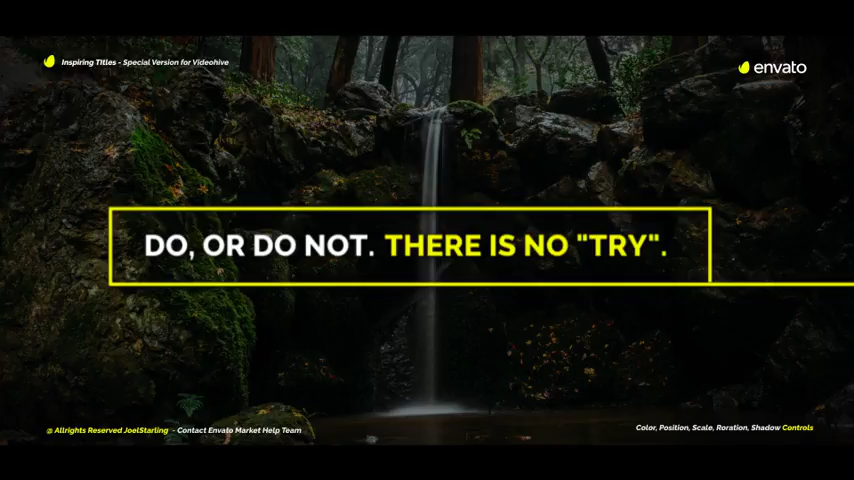 Inspiring Titles - Special Version for Videohive
envato
DO, OR DO NOT. THERE IS NO "TRY".
@ Allrights Reserved JoelStarling - Contact Envato Market Help Team
Color, Position, Scale, Roration, Shadow Controls